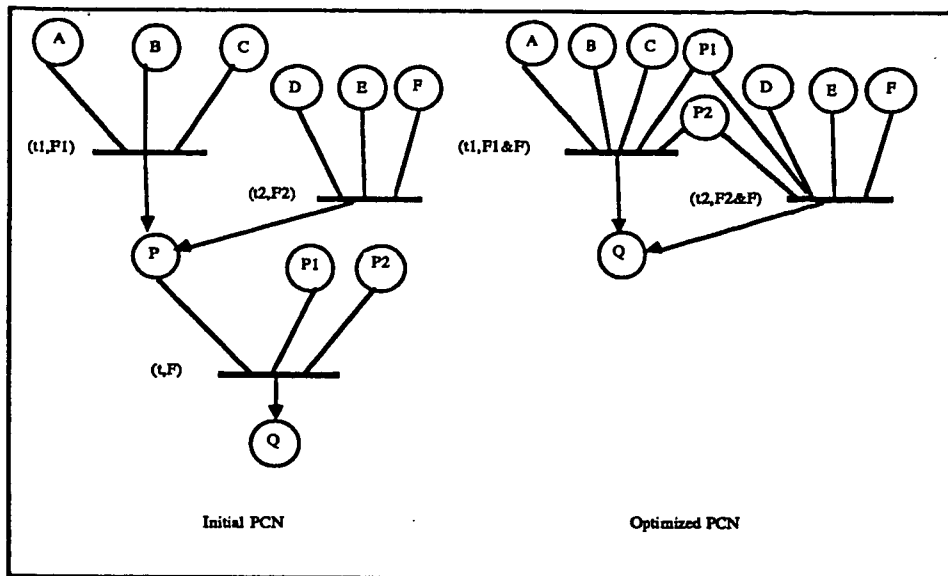 A
B
C
D
E
F
(t1,F1)
(t2,F2)
P
P1
P2
(t,F)
Q
Initial PCN
A
B
C
P1
P2
D
E
F
(t1,F1&F)
(t2,F2&F)
Q
Optimized PCN